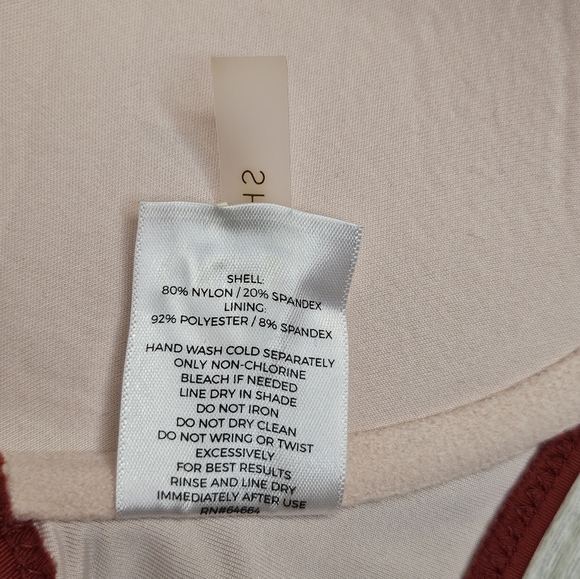 SH
SHELL:
80% NYLON / 20% SPANDEX
LINING:
92% POLYESTER / 8% SPANDEX
HAND WASH COLD SEPARATELY
ONLY NON-CHLORINE
BLEACH IF NEEDED
LINE DRY IN SHADE
DO NOT IRON
DO NOT DRY CLEAN
DO NOT WRING OR TWIST
EXCESSIVELY
FOR BEST RESULTS
RINSE AND LINE DRY
IMMEDIATELY AFTER USE
RN#64664